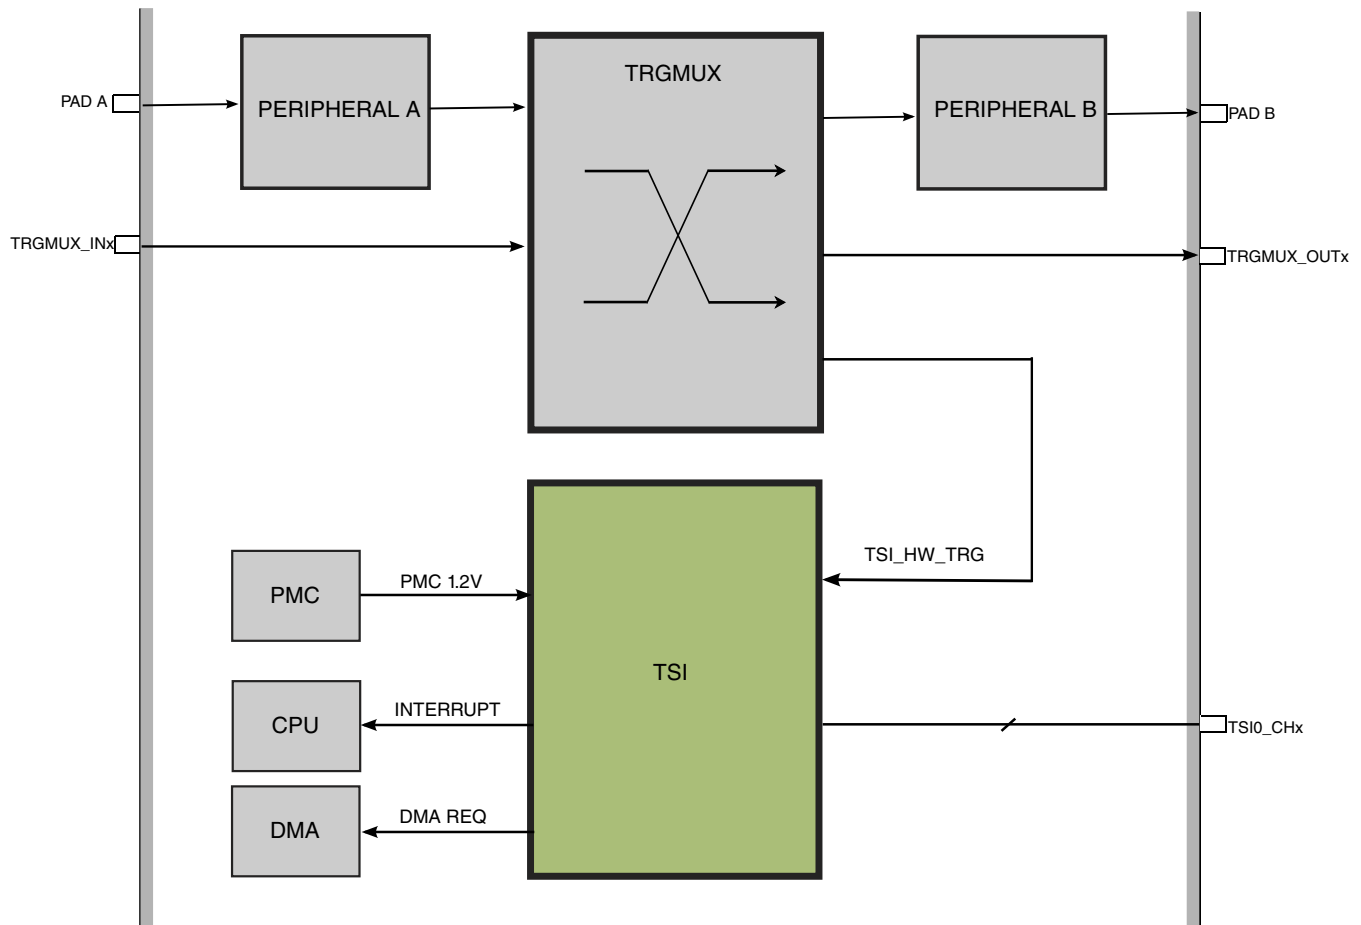 TRGMUX
PAD A
PERIPHERAL A
PERIPHERAL B
PAD B
TRGMUX_INx
TRGMUX_OUTx
TSI_HW_TRG
PMC
PMC 1.2V
TSI
CPU
INTERRUPT
TSI0_CHx
DMA
DMA REQ